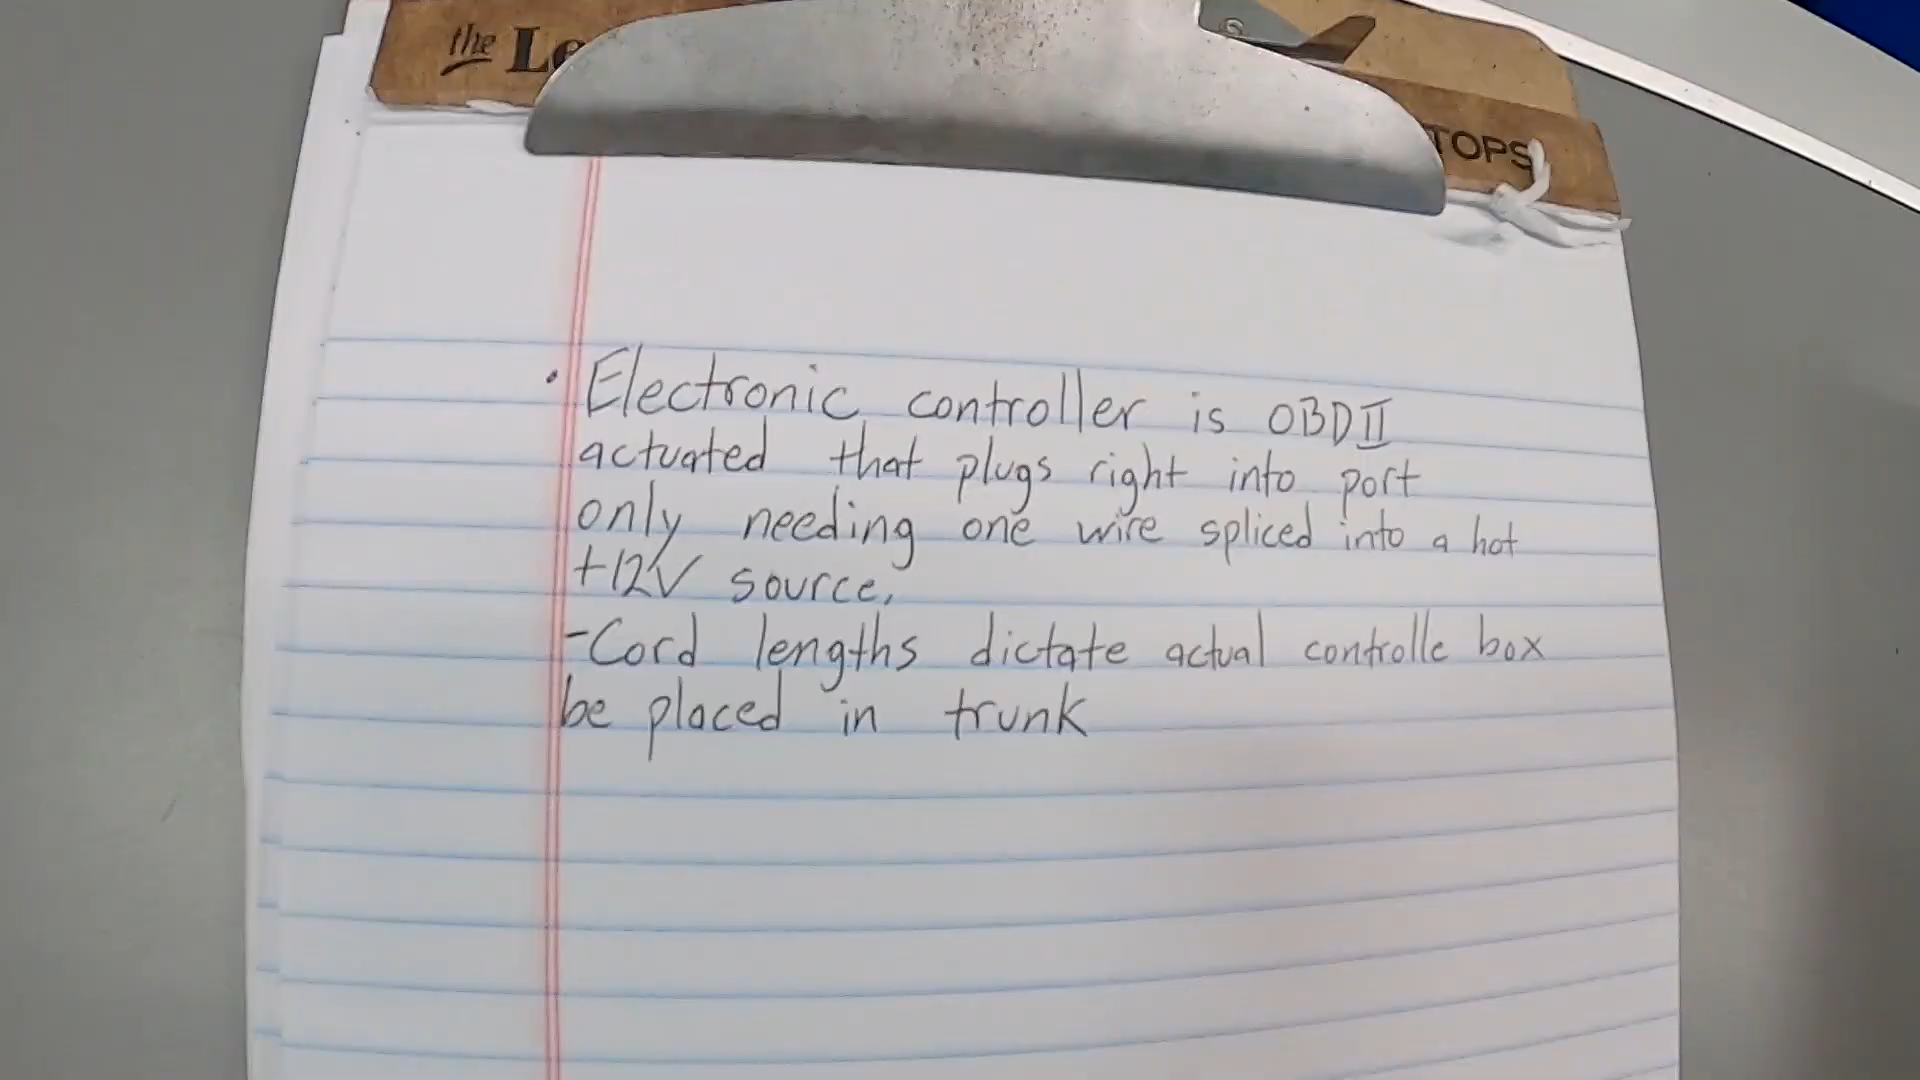 the Le
TOPS
• Electronic controller is OBDII
actuated that plugs right into port
only needing one wire spliced into a hot
+12V source,
-Cord lengths dictate actual controlle box
be placed in trunk